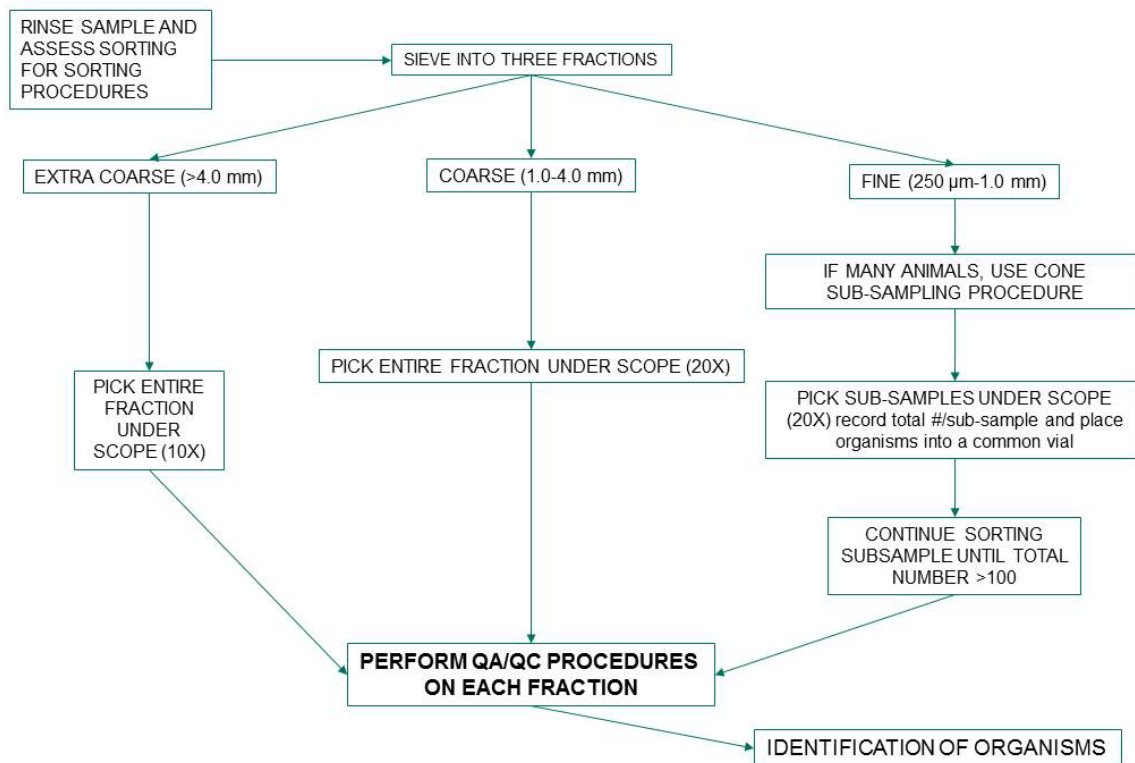 RINSE SAMPLE AND
ASSESS SORTING
FOR SORTING
PROCEDURES
SIEVE INTO THREE FRACTIONS
EXTRA COARSE (>4.0 mm)
COARSE (1.0-4.0 mm)
FINE (250 µm-1.0 mm)
IF MANY ANIMALS, USE CONE
SUB-SAMPLING PROCEDURE
PICK ENTIRE FRACTION UNDER SCOPE (20X)
PICK ENTIRE
FRACTION
UNDER
SCOPE (10X)
PICK SUB-SAMPLES UNDER SCOPE
(20X) record total #/sub-sample and place
organisms into a common vial
CONTINUE SORTING
SUBSAMPLE UNTIL TOTAL
NUMBER >100
PERFORM QA/QC PROCEDURES
ON EACH FRACTION
IDENTIFICATION OF ORGANISMS